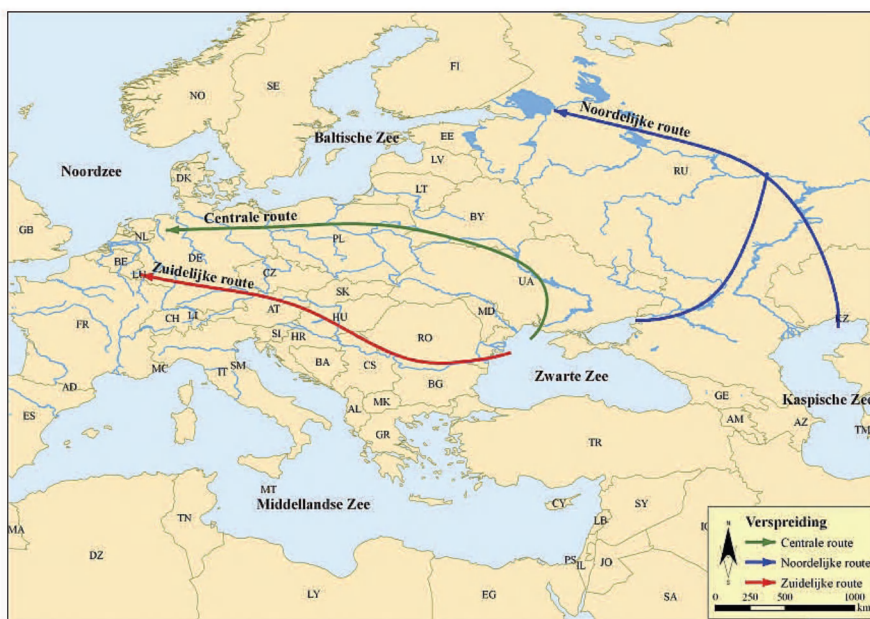 NO
SE
FI
Noordelijke route
Baltische Zee
EE
Noordzee
LV
RU
DK
LT
GB
BY
Centrale route
NL
PL
BE
DE
Zuidelijke route
CZ
UA
SK
MD
FR
CH
LI
AT
HU
RO
SI
HR
MC
BA
CS
IT
SM
Zwarte Zee
AD
BG
GE
Kaspische Zee
ES
MK
AL
AM
AZ
TM
GR
TR
MT
CY
SY
Middellandse Zee
MA
TN
LB
DZ
PS
IL
JO
LY
EG
SA
Verspreiding
N
S
Centrale route
Noordelijke route
Zuidelijke route
0 250 500 1000
km